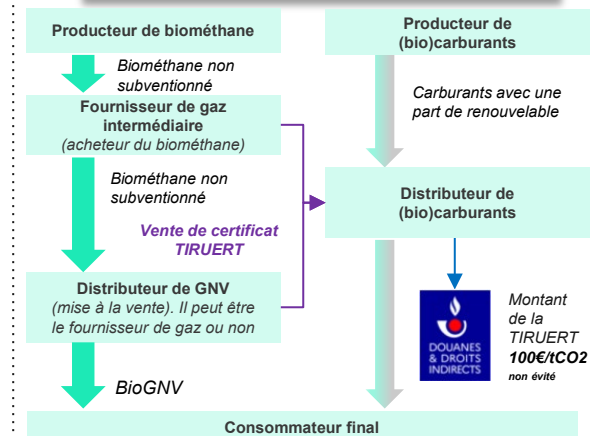 Producteur de biométhane
Producteur de
(bio)carburants
Biométhane non
subventionné
Carburants avec une
part de renouvelable
Fournisseur de gaz
intermédiaire
(acheteur du biométhane)
Biométhane non
subventionné
Vente de certificat
TIRUERT
Distributeur de
(bio)carburants
Distributeur de GNV
(mise à la vente). Il peut être
le fournisseur de gaz ou non
DOUANES
& DROITS
INDIRECTS
Montant
de la
TIRUERT
100€/tCO2
non évité
BioGNV
Consommateur final